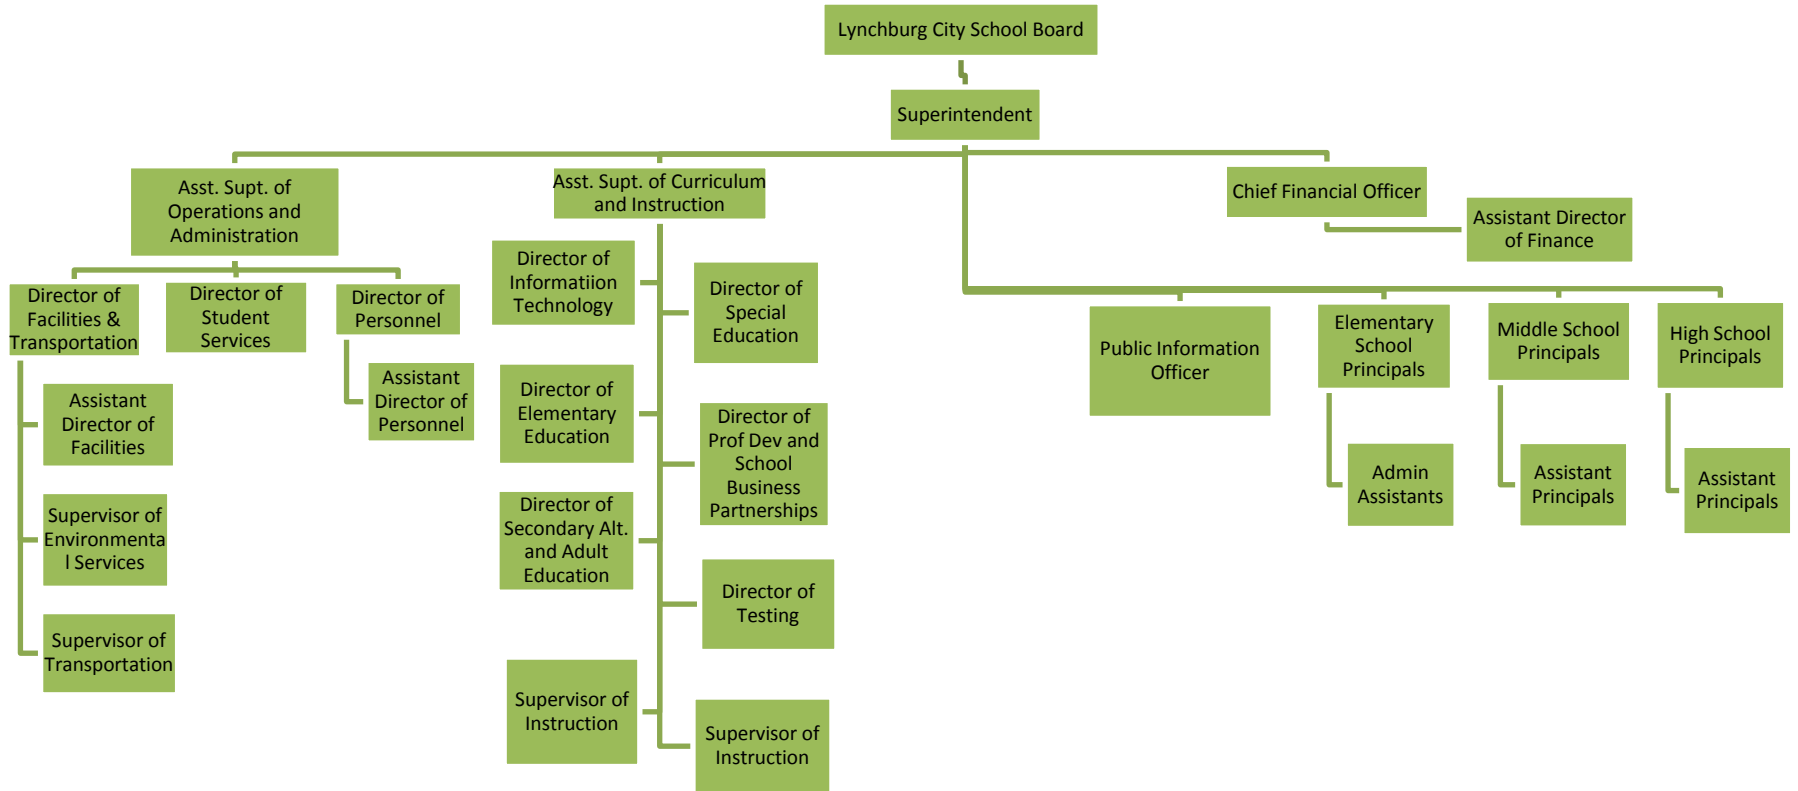 Lynchburg City School Board
Superintendent
Asst. Supt. of
Operations and
Administration
Asst. Supt. of Curriculum
and Instruction
Chief Financial Officer
Assistant Director
of Finance
Director of
Facilities &
Transportation
Director of
Student
Services
Director of
Personnel
Assistant
Director of
Facilities
Supervisor of
Environmenta
l Services
Supervisor of
Transportation
Assistant
Director of
Personnel
Director of
Informatiion
Technology
Director of
Special
Education
Director of
Elementary
Education
Director of
Prof Dev and
School
Business
Partnerships
Director of
Secondary Alt.
and Adult
Education
Director of
Testing
Supervisor of
Instruction
Supervisor of
Instruction
Public Information
Officer
Elementary
School
Principals
Middle School
Principals
High School
Principals
Admin
Assistants
Assistant
Principals
Assistant
Principals